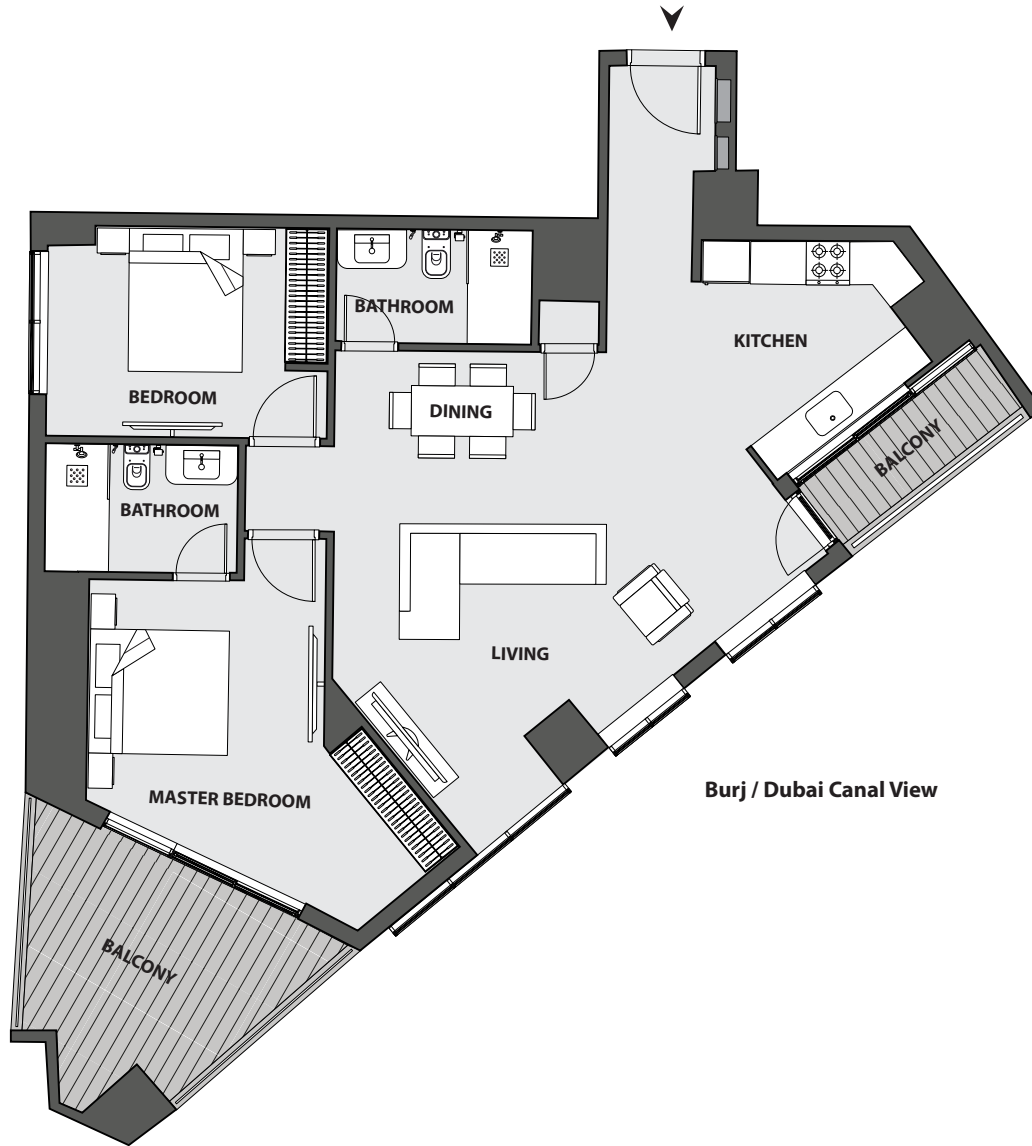 BATHROOM
KITCHEN
BEDROOM
DINING
BALCONY
BATHROOM
LIVING
MASTER BEDROOM
Burj / Dubai Canal View
BALCONY